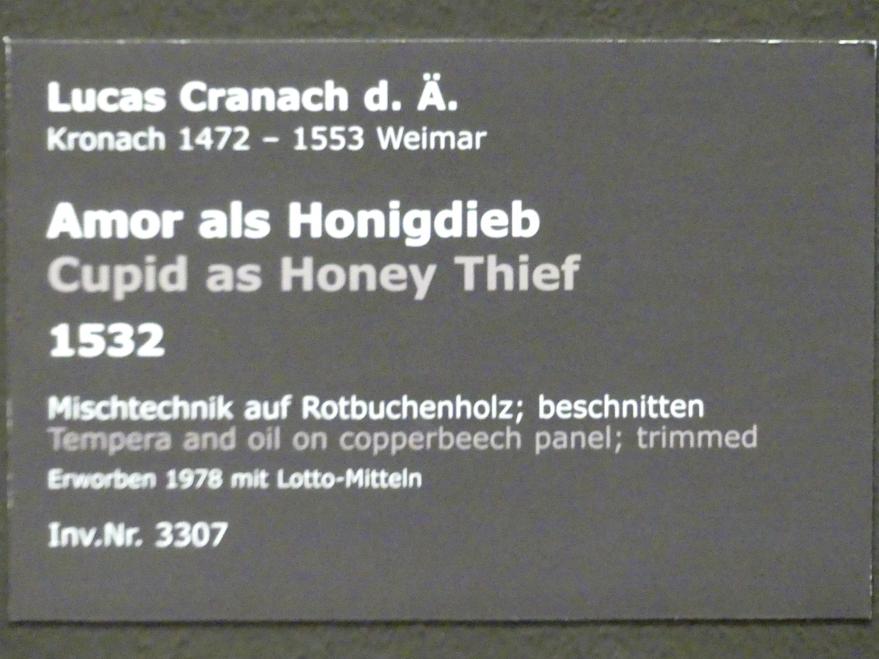 Lucas Cranach d. Ä.
Kronach 1472 – 1553 Weimar
Amor als Honigdieb
Cupid as Honey Thief
1532
Mischtechnik auf Rotbuchenholz; beschnitten
Tempera and oil on copperbeech panel; trimmed
Erworben 1978 mit Lotto-Mitteln
Inv.Nr. 3307